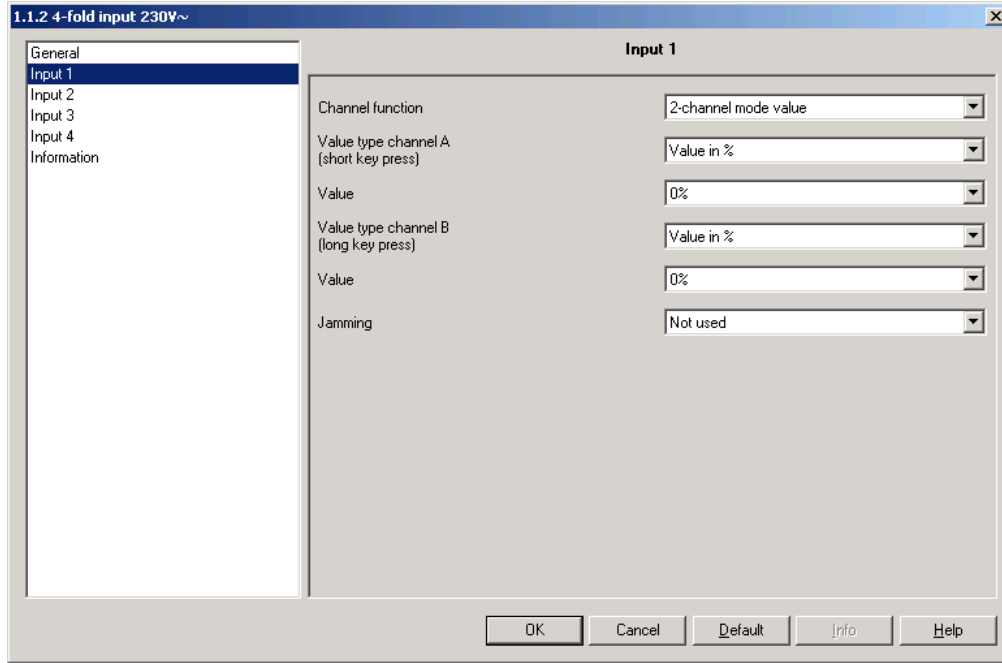 1.1.2 4-fold input 230V~
General
Input 1
Input 2
Input 3
Input 4
Information
Input 1
Channel function
2-channel mode value
Value type channel A
(short key press)
Value in %
Value
0%
Value type channel B
(long key press)
Value in %
Value
0%
Jamming
Not used
OK
Cancel
Default
Info
Help